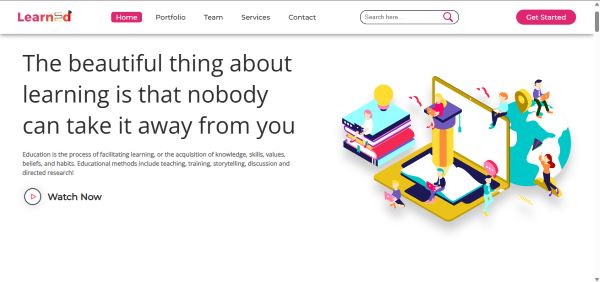 Learned
Home Portfolio Team Services Contact Search here... Get Started
The beautiful thing about
learning is that nobody
can take it away from you
Education is the process of facilitating learning, or the acquisition of knowledge, skills, values,
beliefs, and habits. Educational methods include teaching, training, storytelling, discussion and
directed research!
Watch Now